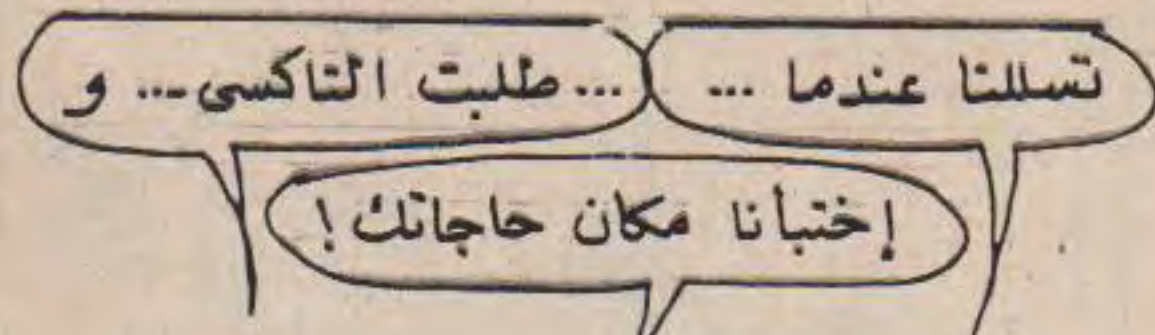 تسللنا عندما ...
... طلبت التاكسى ... و
إختبأنا مكان حاجاتك !